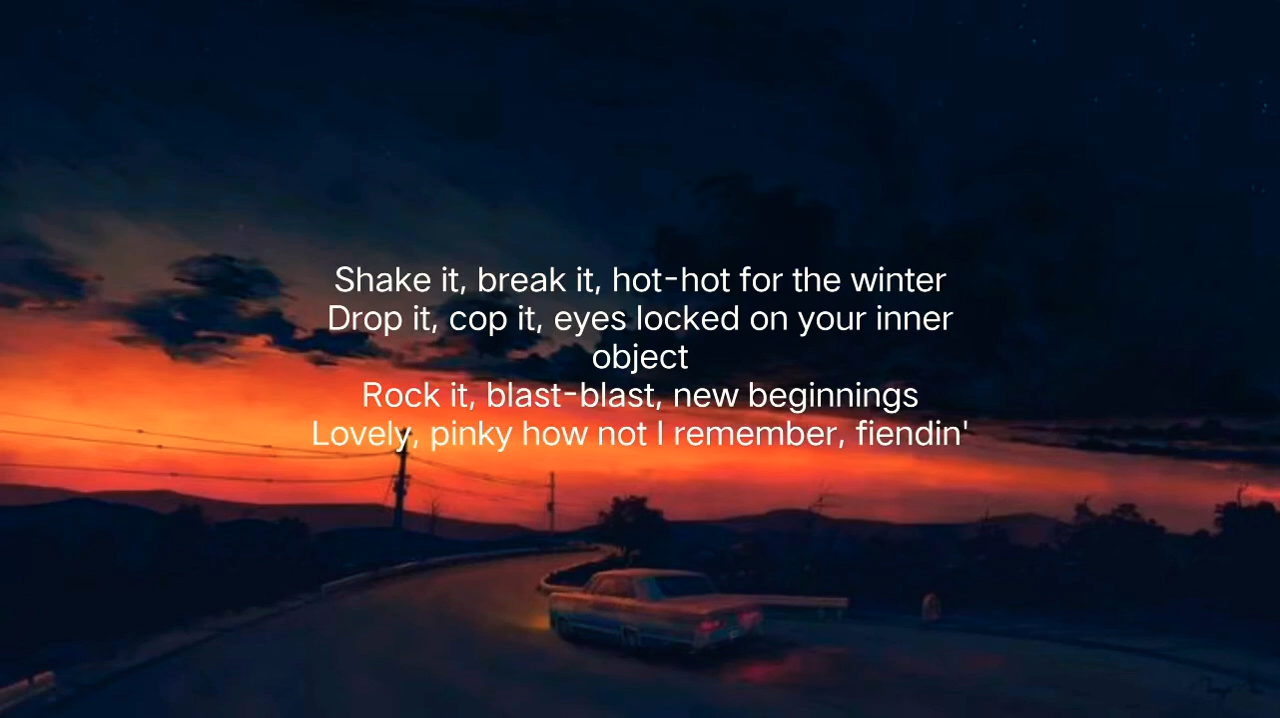 Shake it, break it, hot-hot for the winter
Drop it, cop it, eyes locked on your inner
object
Rock it, blast-blast, new beginnings
Lovely, pinky how not I remember, fiendin'